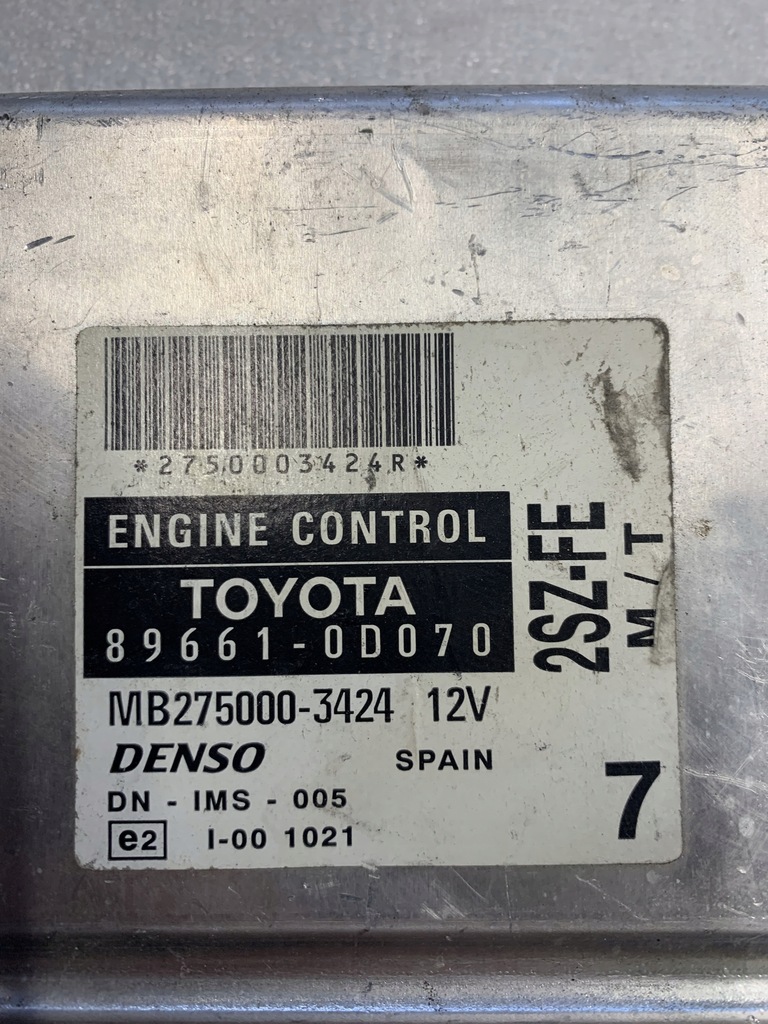 *2750003424R*
ENGINE CONTROL
TOYOTA
89661-0D070
2SZ-FE
M/T
MB275000-3424 12V
DENSO SPAIN
DN - IMS - 005
e2 I-00 1021
7